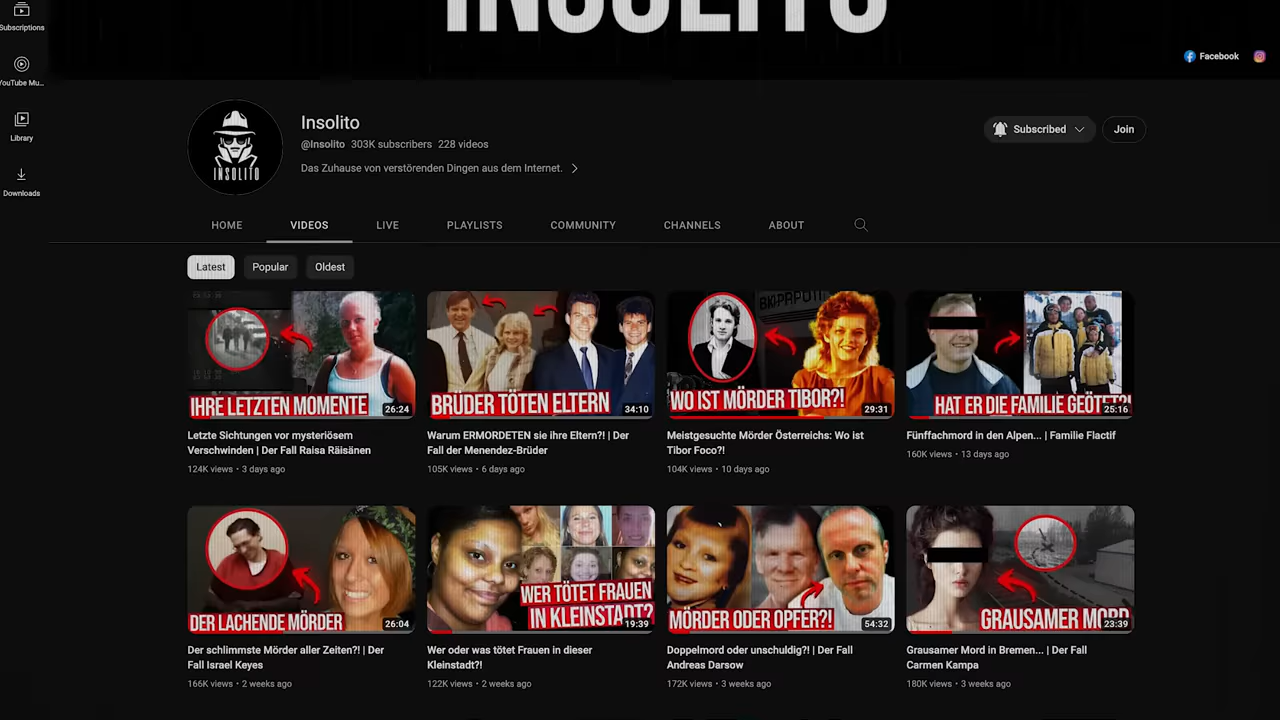 INSOLITO
Subscriptions
Facebook
YouTube Mu...
Insolito
@Insolito 303K subscribers 228 videos
Subscribed
Join
Library
INSOLITO
Das Zuhause von verstörenden Dingen aus dem Internet.
Downloads
HOME VIDEOS LIVE PLAYLISTS COMMUNITY CHANNELS ABOUT
Latest Popular Oldest
IHRE LETZTEN MOMENTE
26:24
BRÜDER TÖTEN ELTERN
34:10
WO IST MÖRDER TIBOR?!
29:31
HAT ER DIE FAMILIE GEÖTET?!
25:16
Letzte Sichtungen vor mysteriösem
Verschwinden | Der Fall Raisa Räisänen
124K views • 3 days ago
Warum ERMORDETEN sie ihre Eltern?! | Der
Fall der Menendez-Brüder
105K views • 6 days ago
Meistgesuchte Mörder Österreichs: Wo ist
Tibor Foco?!
104K views • 10 days ago
Fünffachmord in den Alpen... | Familie Flactif
160K views • 13 days ago
DER LACHENDE MÖRDER
26:04
WER TÖTET FRAUEN
IN KLEINSTADT?
19:39
MÖRDER ODER OPFER?!
54:32
GRAUSAMER MORD
23:39
Der schlimmste Mörder aller Zeiten?! | Der
Fall Israel Keyes
166K views • 2 weeks ago
Wer oder was tötet Frauen in dieser
Kleinstadt?!
122K views • 2 weeks ago
Doppelmord oder unschuldig?! | Der Fall
Andreas Darsow
172K views • 3 weeks ago
Grausamer Mord in Bremen... | Der Fall
Carmen Kampa
180K views • 3 weeks ago